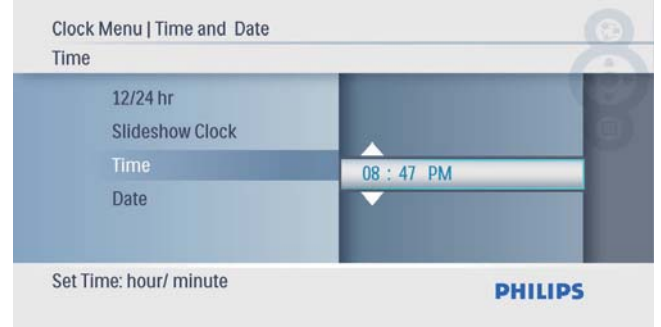 Clock Menu | Time and Date
Time
12/24 hr
Slideshow Clock
Time
08 : 47 PM
Date
Set Time: hour/ minute
PHILIPS